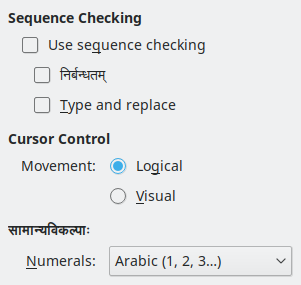 Sequence Checking
Use sequence checking
निर्बन्धतम्
Type and replace
Cursor Control
Movement: Logical
Visual
सामान्यविकल्पाः
Numerals: Arabic (1, 2, 3...)